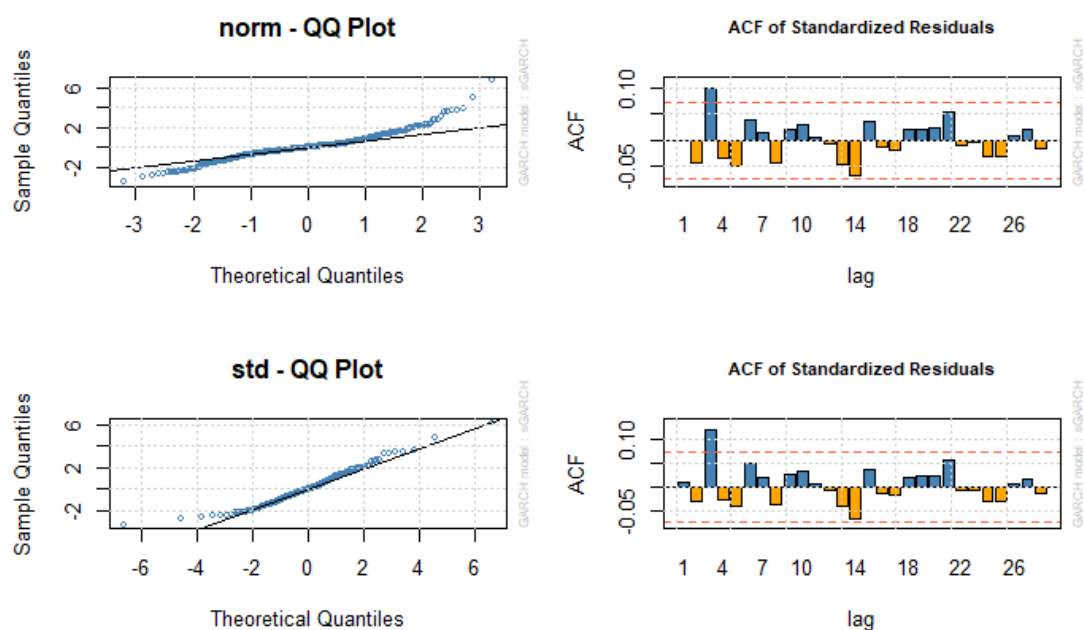 norm - QQ Plot
Sample Quantiles
6
2
-2
-3 -2 -1 0 1 2 3
Theoretical Quantiles
GARCH model : sGARCH
ACF of Standardized Residuals
ACF
0.10
-0.05
1 4 7 10 14 18 22 26
lag
GARCH model : sGARCH
std - QQ Plot
Sample Quantiles
6
2
-2
-6 -4 -2 0 2 4 6
Theoretical Quantiles
GARCH model : sGARCH
ACF of Standardized Residuals
ACF
0.10
-0.05
1 4 7 10 14 18 22 26
lag
GARCH model : sGARCH